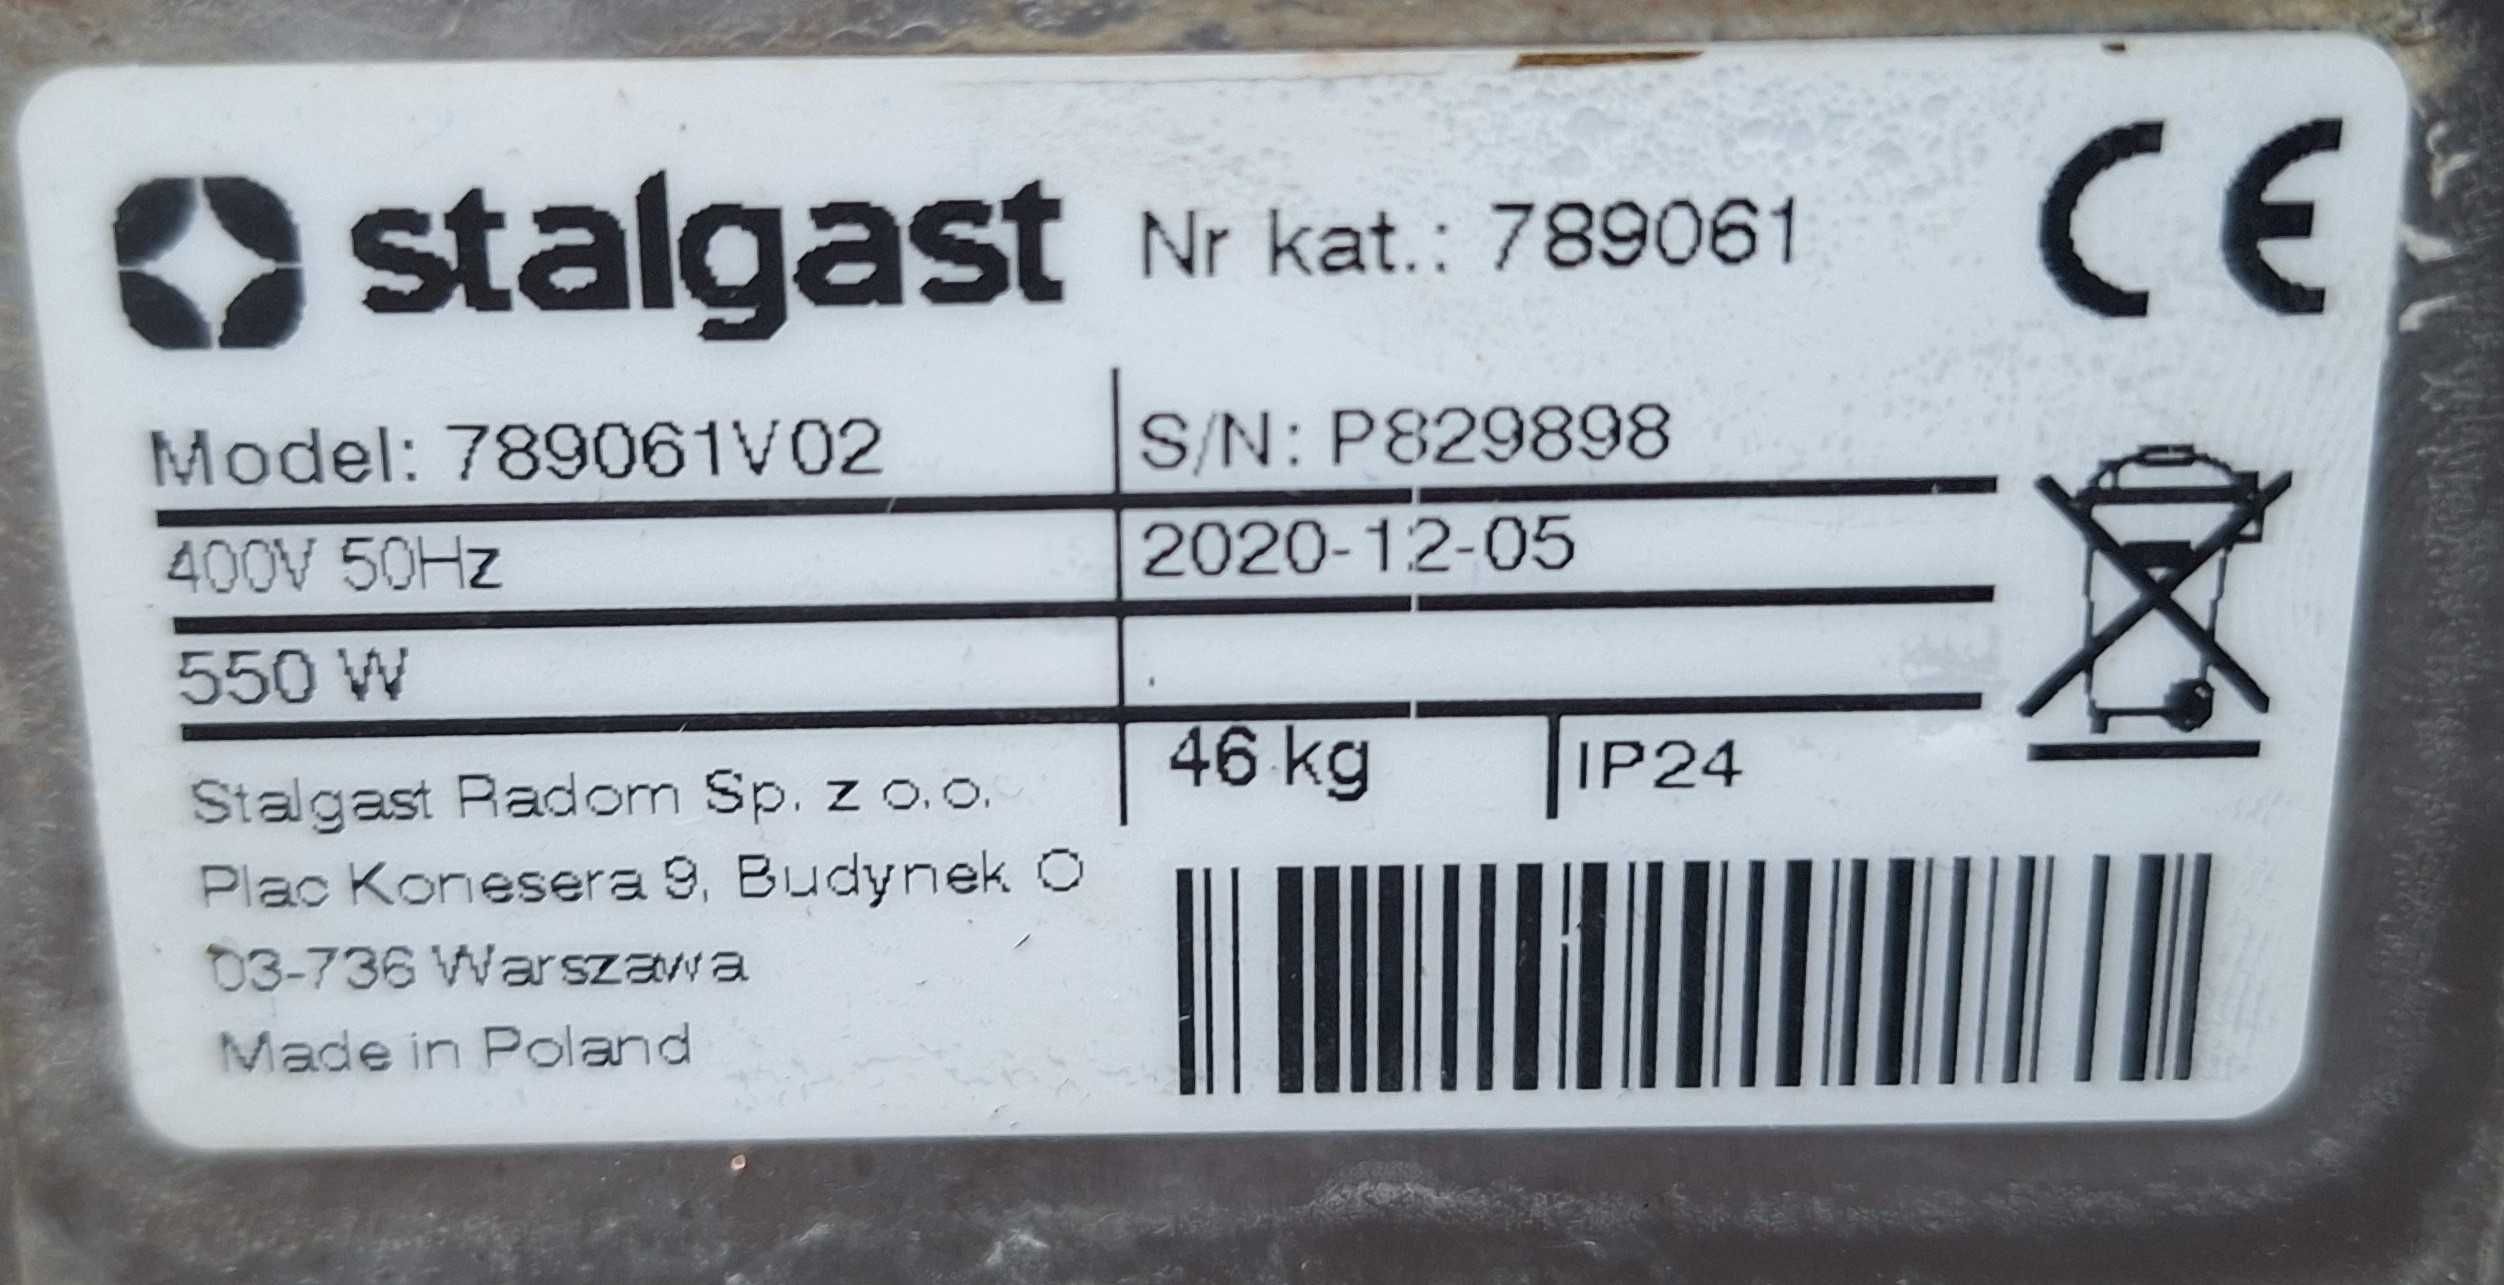 stalgast Nr kat.: 789061 CE
Model: 789061V02 S/N: P829898
400V 50Hz 2020-12-05
550 W
46 kg IP24
Stalgast Radom Sp. z o.o.
Plac Konesera 9, Budynek O
03-736 Warszawa
Made in Poland